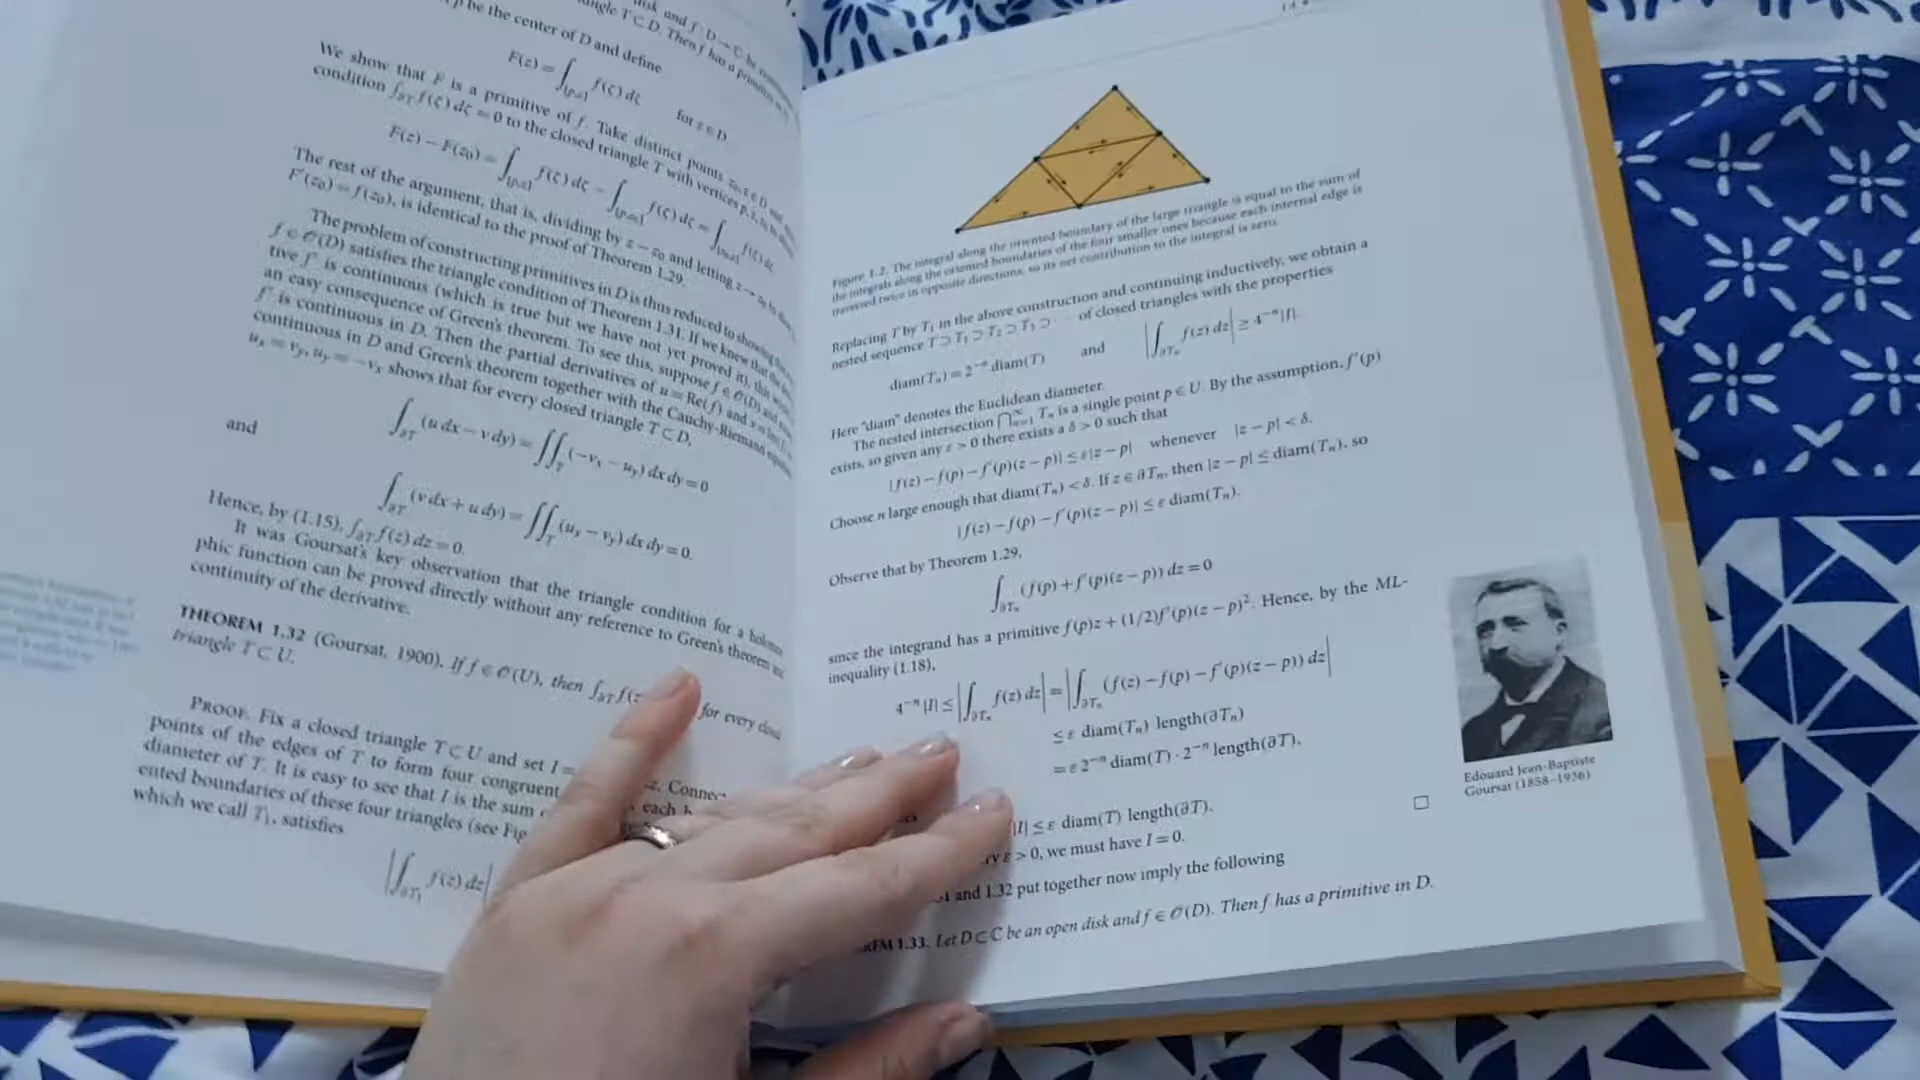 p be the center of D and define
F(z) = ∫[p,z] f(ζ) dζ for z ∈ D
We show that F is a primitive of f. Take distinct points z0, z ∈ D and
condition ∫∂T f(ζ) dζ = 0 to the closed triangle T with vertices p, z, z0
F(z) − F(z0) = ∫[p,z] f(ζ) dζ − ∫[p,z0] f(ζ) dζ = ∫[z0,z] f(ζ) dζ
The rest of the argument, that is, dividing by z − z0 and letting z → z0
F′(z0) = f(z0), is identical to the proof of Theorem 1.29.
The problem of constructing primitives in D is thus reduced to showing that
f ∈ O(D) satisfies the triangle condition of Theorem 1.31. If we knew that the
tive f′ is continuous (which is true but we have not yet proved it), this would
an easy consequence of Green's theorem. To see this, suppose f ∈ O(D) and
f′ is continuous in D. Then the partial derivatives of u = Re(f) and v =
continuous in D and Green's theorem together with the Cauchy-Riemann
ux = vy, uy = −vx shows that for every closed triangle T ⊂ D,
∫∂T (u dx − v dy) = ∬T (−vx − uy) dx dy = 0
and
∫∂T (v dx + u dy) = ∬T (ux − vy) dx dy = 0.
Hence, by (1.15), ∫∂T f(z) dz = 0.
It was Goursat's key observation that the triangle condition for a holomor
phic function can be proved directly without any reference to Green's theorem
continuity of the derivative.
THEOREM 1.32 (Goursat, 1900). If f ∈ O(U), then ∫∂T f(z for every closed
triangle T ⊂ U.
PROOF. Fix a closed triangle T ⊂ U and set I = z. Connec
points of the edges of T to form four congruent each h
diameter of T. It is easy to see that I is the sum
ented boundaries of these four triangles (see Fig
which we call T1, satisfies
|∫∂T1 f(z) dz|
Figure 1.2. The integral along the oriented boundary of the large triangle is equal to the sum of
the integrals along the oriented boundaries of the four smaller ones because each internal edge is
traversed twice in opposite directions, so its net contribution to the integral is zero.
Replacing T by T1 in the above construction and continuing inductively, we obtain a
nested sequence T ⊃ T1 ⊃ T2 ⊃ T3 ⊃ ··· of closed triangles with the properties
diam(Tn) = 2⁻ⁿ diam(T) and |∫∂Tn f(z) dz| ≥ 4⁻ⁿ|I|.
Here "diam" denotes the Euclidean diameter.
The nested intersection ⋂∞n=1 Tn is a single point p ∈ U. By the assumption, f′(p)
exists, so given any ε > 0 there exists a δ > 0 such that
|f(z) − f(p) − f′(p)(z − p)| ≤ ε|z − p| whenever |z − p| < δ.
Choose n large enough that diam(Tn) < δ. If z ∈ ∂Tn, then |z − p| ≤ diam(Tn), so
|f(z) − f(p) − f′(p)(z − p)| ≤ ε diam(Tn).
Observe that by Theorem 1.29,
∫∂Tn (f(p) + f′(p)(z − p)) dz = 0
since the integrand has a primitive f(p)z + (1/2)f′(p)(z − p)². Hence, by the ML-
inequality (1.18),
4⁻ⁿ|I| ≤ |∫∂Tn f(z) dz| = |∫∂Tn (f(z) − f(p) − f′(p)(z − p)) dz|
≤ ε diam(Tn) length(∂Tn)
= ε 2⁻ⁿ diam(T) · 2⁻ⁿ length(∂T).
|I| ≤ ε diam(T) length(∂T).
ε > 0, we must have I = 0.
□
and 1.32 put together now imply the following
1.33. Let D ⊂ C be an open disk and f ∈ O(D). Then f has a primitive in D.
Edouard Jean-Baptiste
Goursat (1858–1936)